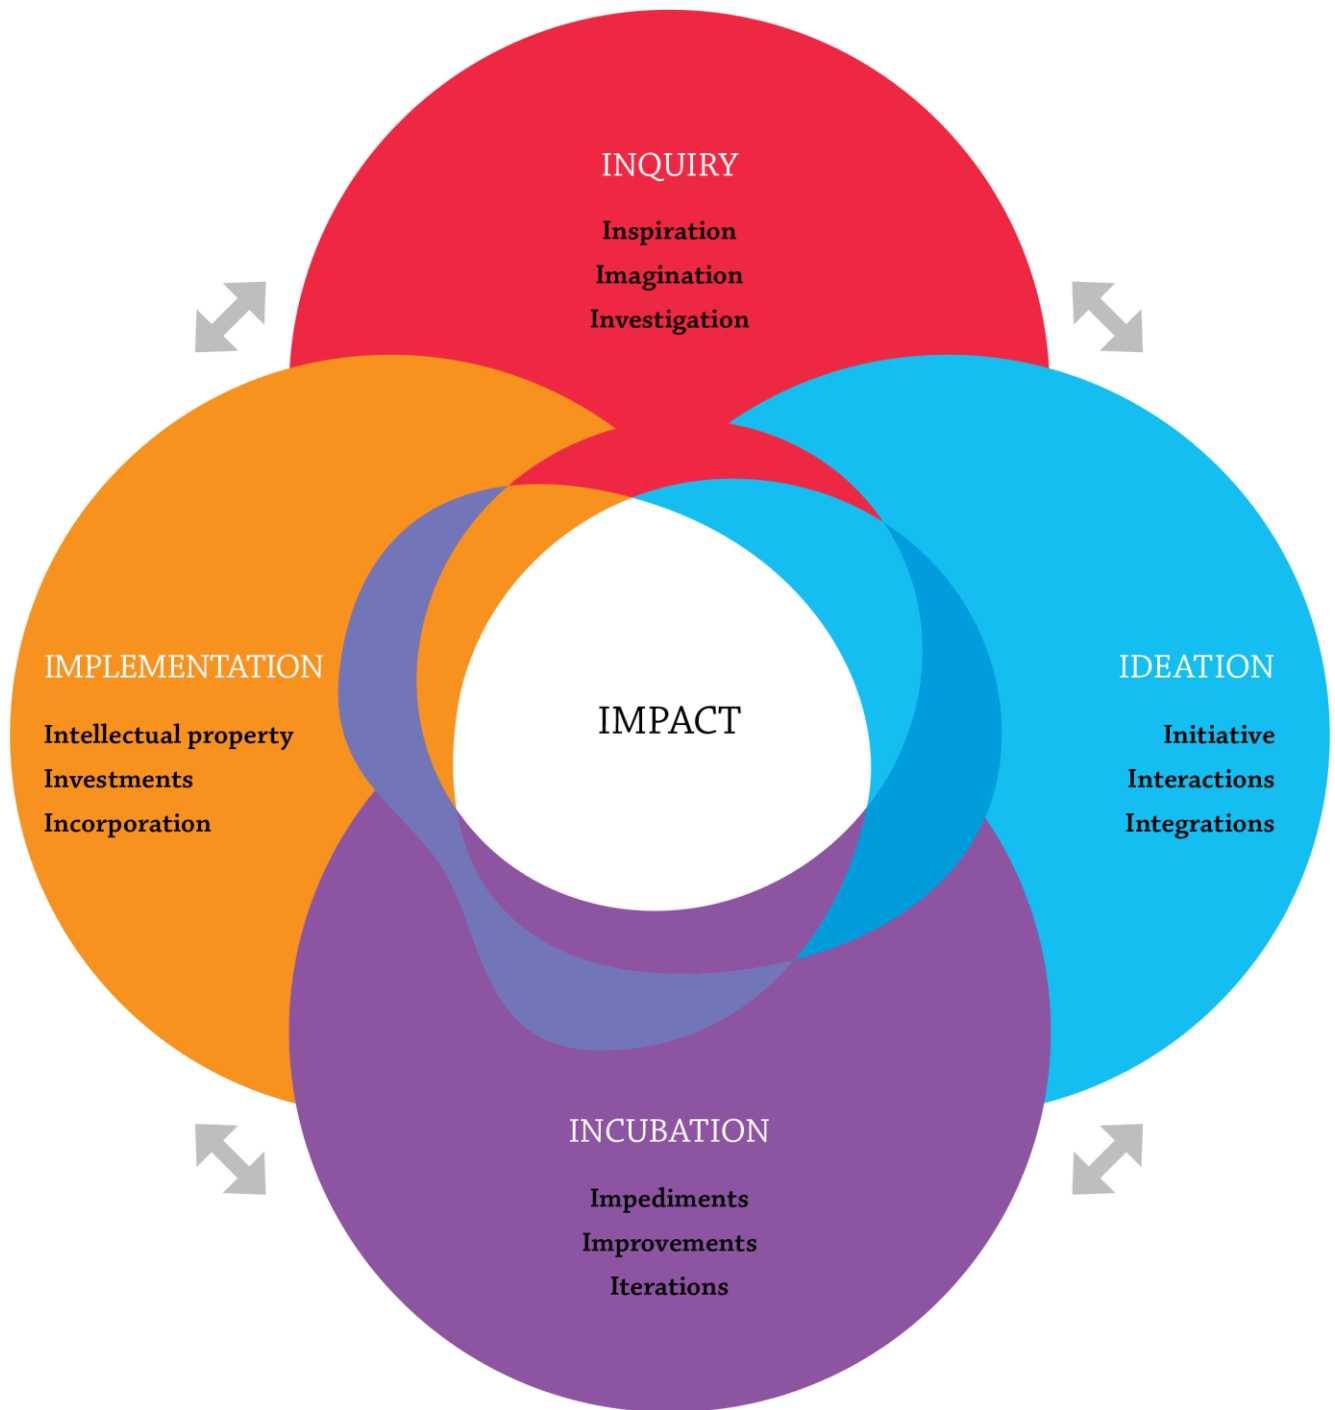 INQUIRY
Inspiration
Imagination
Investigation
IMPLEMENTATION
Intellectual property
Investments
Incorporation
IMPACT
IDEATION
Initiative
Interactions
Integrations
INCUBATION
Impediments
Improvements
Iterations